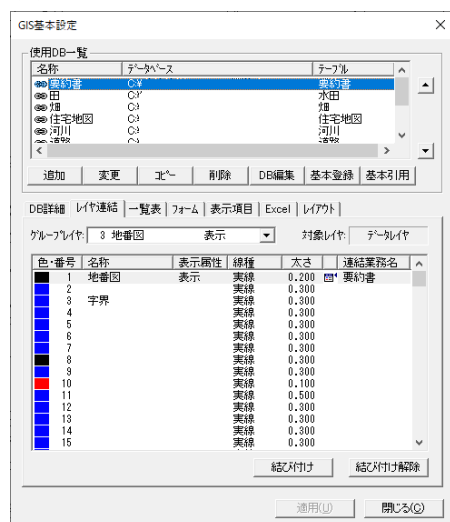 GIS基本設定
使用DB一覧
名称 データベース テーブル
要約書 C:¥ 要約書
田 C:¥ 水田
畑 C: 畑
住宅地図 C: 住宅地図
河川 C: 河川
道路 C: 道路
追加 変更 コピー 削除 DB編集 基本登録 基本引用
DB詳細 レイヤ連結 一覧表 フォーム 表示項目 Excel レイアウト
グループレイヤ: 3 地番図 表示 対象レイヤ: データレイヤ
色・番号 名称 表示属性 線種 太さ 連結業務名
1 地番図 表示 実線 0.200 要約書
2 実線 0.300
3 字界 実線 0.300
4 実線 0.300
5 実線 0.300
6 実線 0.300
7 実線 0.300
8 実線 0.300
9 実線 0.300
10 実線 0.100
11 実線 0.500
12 実線 0.300
13 実線 0.300
14 実線 0.300
15 実線 0.300
結び付け 結び付け解除
適用(U) 閉じる(C)